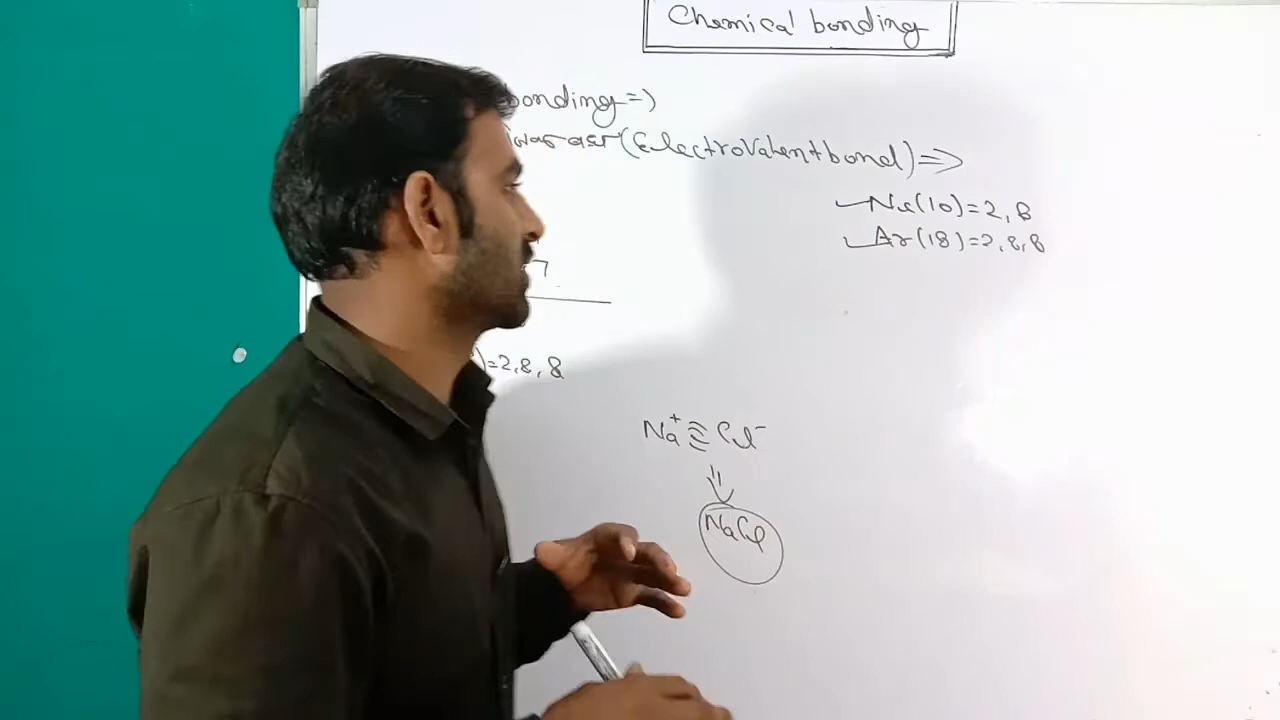 Chemical bonding
bonding=)
(Electrovalent bond)=>
Ne(10)=2,8
Ar(18)=2,8,8
7
)=2,8,8
Na⁺ Cl⁻
NaCl